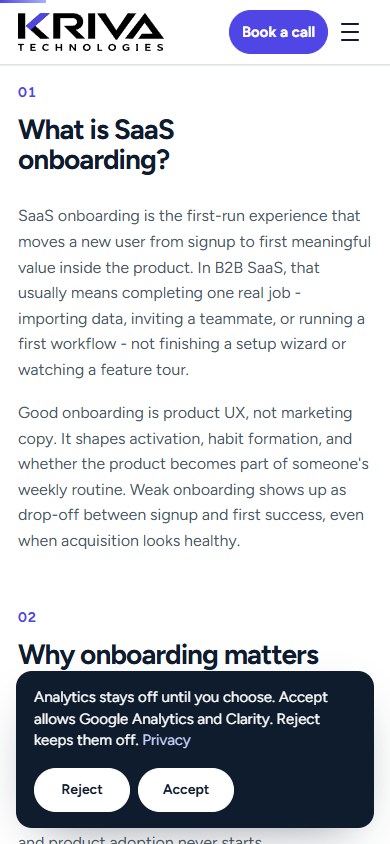 KRIVA
TECHNOLOGIES
Book a call
01
What is SaaS
onboarding?
SaaS onboarding is the first-run experience that
moves a new user from signup to first meaningful
value inside the product. In B2B SaaS, that
usually means completing one real job -
importing data, inviting a teammate, or running a
first workflow - not finishing a setup wizard or
watching a feature tour.
Good onboarding is product UX, not marketing
copy. It shapes activation, habit formation, and
whether the product becomes part of someone's
weekly routine. Weak onboarding shows up as
drop-off between signup and first success, even
when acquisition looks healthy.
02
Why onboarding matters
Analytics stays off until you choose. Accept
allows Google Analytics and Clarity. Reject
keeps them off. Privacy
Reject
Accept
and product adoption never starts